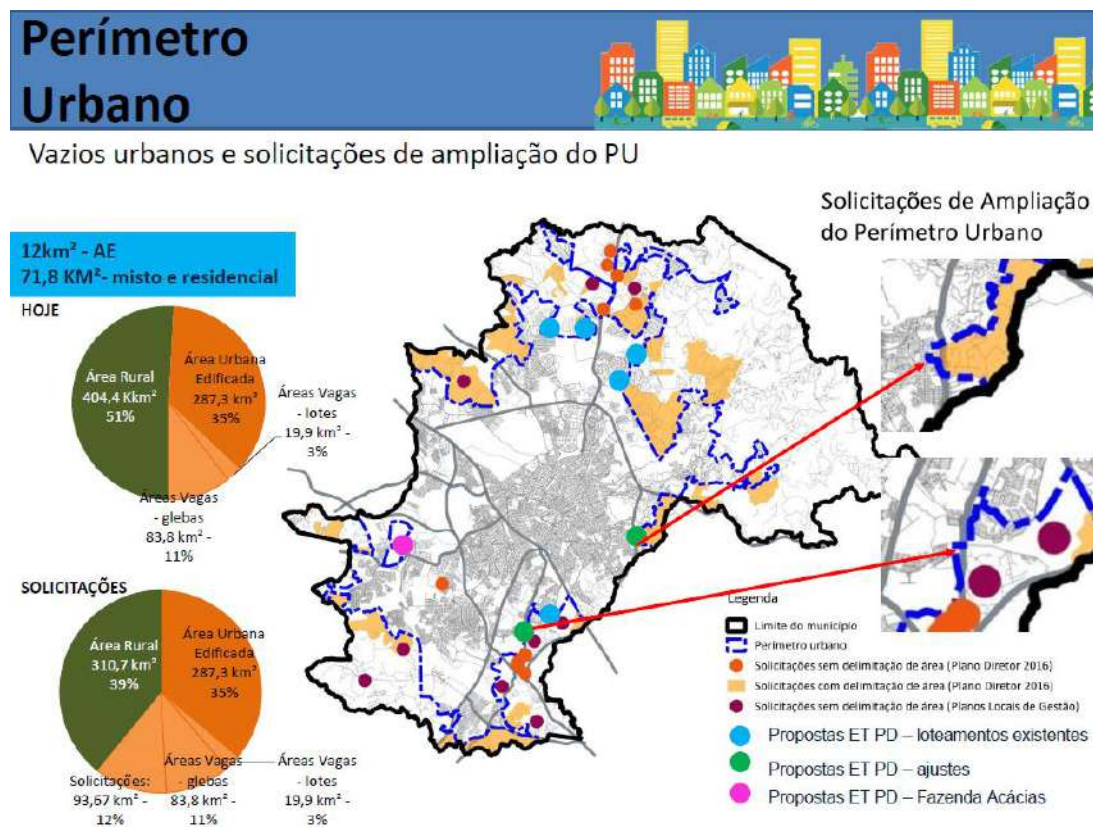 Perímetro
Urbano
Vazios urbanos e solicitações de ampliação do PU
12km² - AE
71,8 KM²- misto e residencial
HOJE
Área Rural
404,4 Kkm²
51%
Área Urbana
Edificada
287,3 km²
35%
Áreas Vagas
- lotes
19,9 km² -
3%
Áreas Vagas
- glebas
83,8 km² -
11%
SOLICITAÇÕES
Área Rural
310,7 km²
39%
Área Urbana
Edificada
287,3 km²
35%
Solicitações:
93,67 km² -
12%
Áreas Vagas
- glebas
83,8 km² -
11%
Áreas Vagas
- lotes
19,9 km² -
3%
Solicitações de Ampliação
do Perímetro Urbano
Legenda
Limite do município
Perímetro urbano
Solicitações sem delimitação de área (Plano Diretor 2016)
Solicitações com delimitação de área (Plano Diretor 2016)
Solicitações sem delimitação de área (Planos Locais de Gestão)
Propostas ET PD – loteamentos existentes
Propostas ET PD – ajustes
Propostas ET PD – Fazenda Acácias